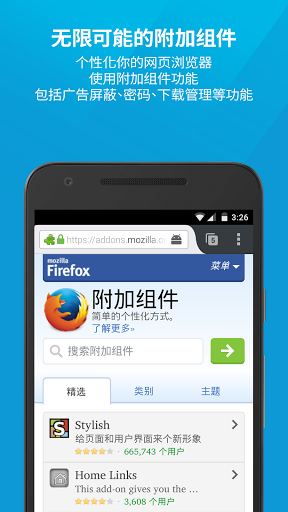 无限可能的附加组件
个性化你的网页浏览器
使用附加组件功能
包括广告屏蔽、密码、下载管理等功能
3:26
https://addons.mozilla.o
5
mozilla
Firefox
菜单
附加组件
简单的个性化方式。
了解更多»
搜索附加组件
精选
类别
主题
Stylish
给页面和用户界面来个新形象
665,743 个用户
Home Links
This add-on gives you the ...
3,608 个用户